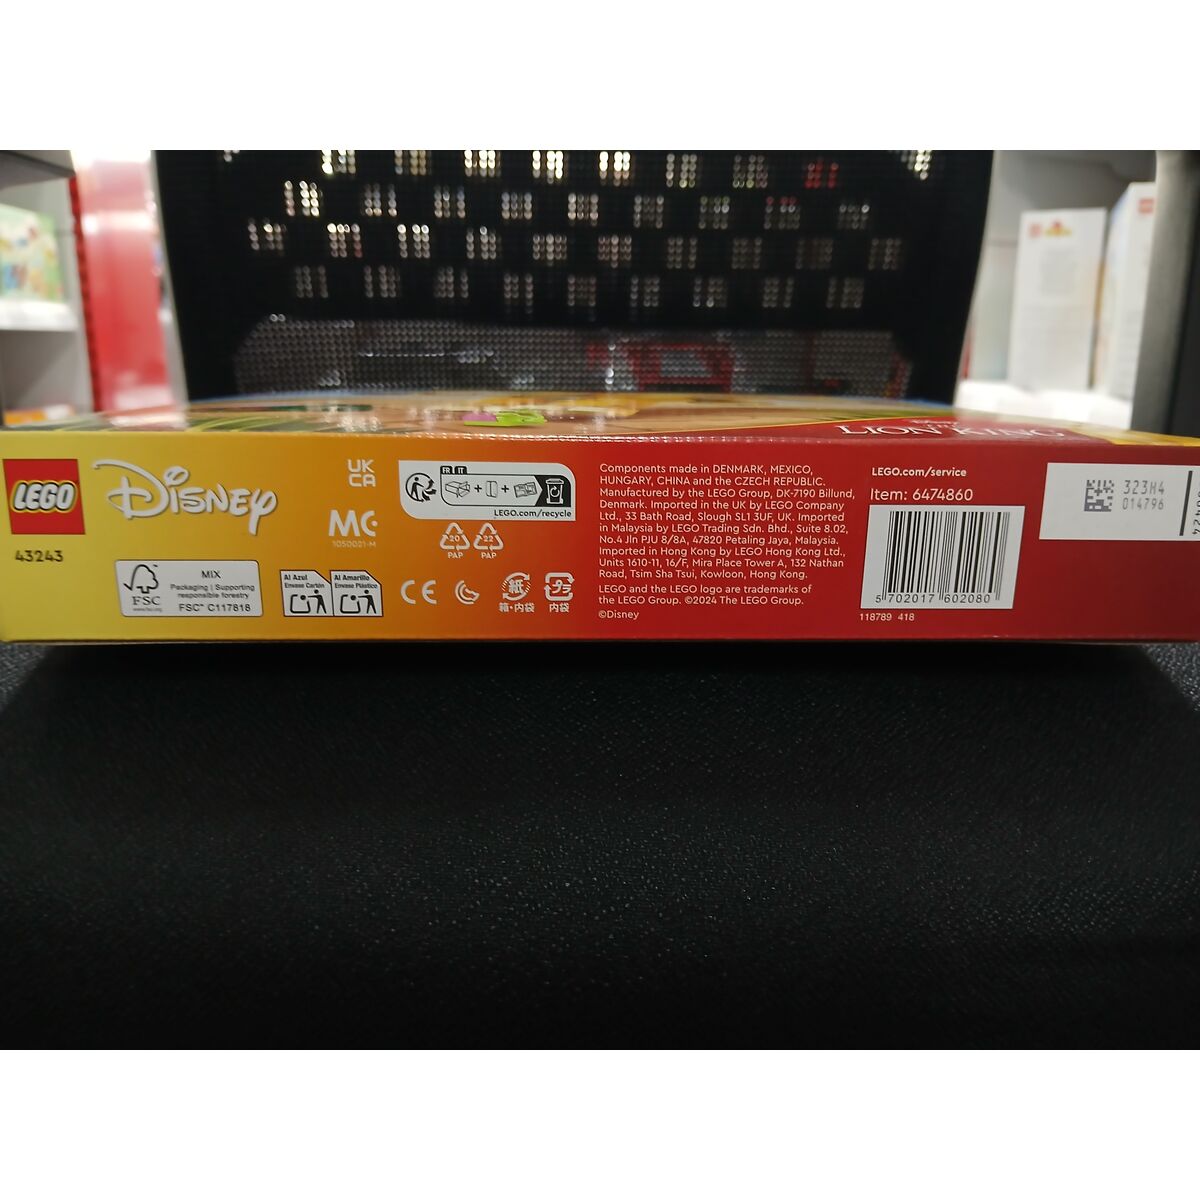 LION KING
LEGO
Disney
43243
UK
CA
MC
1050021-M
FR IT
LEGO.com/recycle
20
PAP
22
PAP
FSC
www.fsc.org
MIX
Packaging | Supporting
responsible forestry
FSC™ C117818
Al Azul
Envase Cartón
Al Amarillo
Envase Plástico
CE
紙
箱・内袋
プラ
内袋
Components made in DENMARK, MEXICO,
HUNGARY, CHINA and the CZECH REPUBLIC.
Manufactured by the LEGO Group, DK-7190 Billund,
Denmark. Imported in the UK by LEGO Company
Ltd., 33 Bath Road, Slough SL1 3UF, UK. Imported
in Malaysia by LEGO Trading Sdn. Bhd., Suite 8.02,
No.4 Jln PJU 8/8A, 47820 Petaling Jaya, Malaysia.
Imported in Hong Kong by LEGO Hong Kong Ltd.,
Units 1610-11, 16/F, Mira Place Tower A, 132 Nathan
Road, Tsim Sha Tsui, Kowloon, Hong Kong.
LEGO and the LEGO logo are trademarks of
the LEGO Group. ©2024 The LEGO Group.
©Disney
LEGO.com/service
Item: 6474860
5 702017 602080
118789 418
323H4
014796